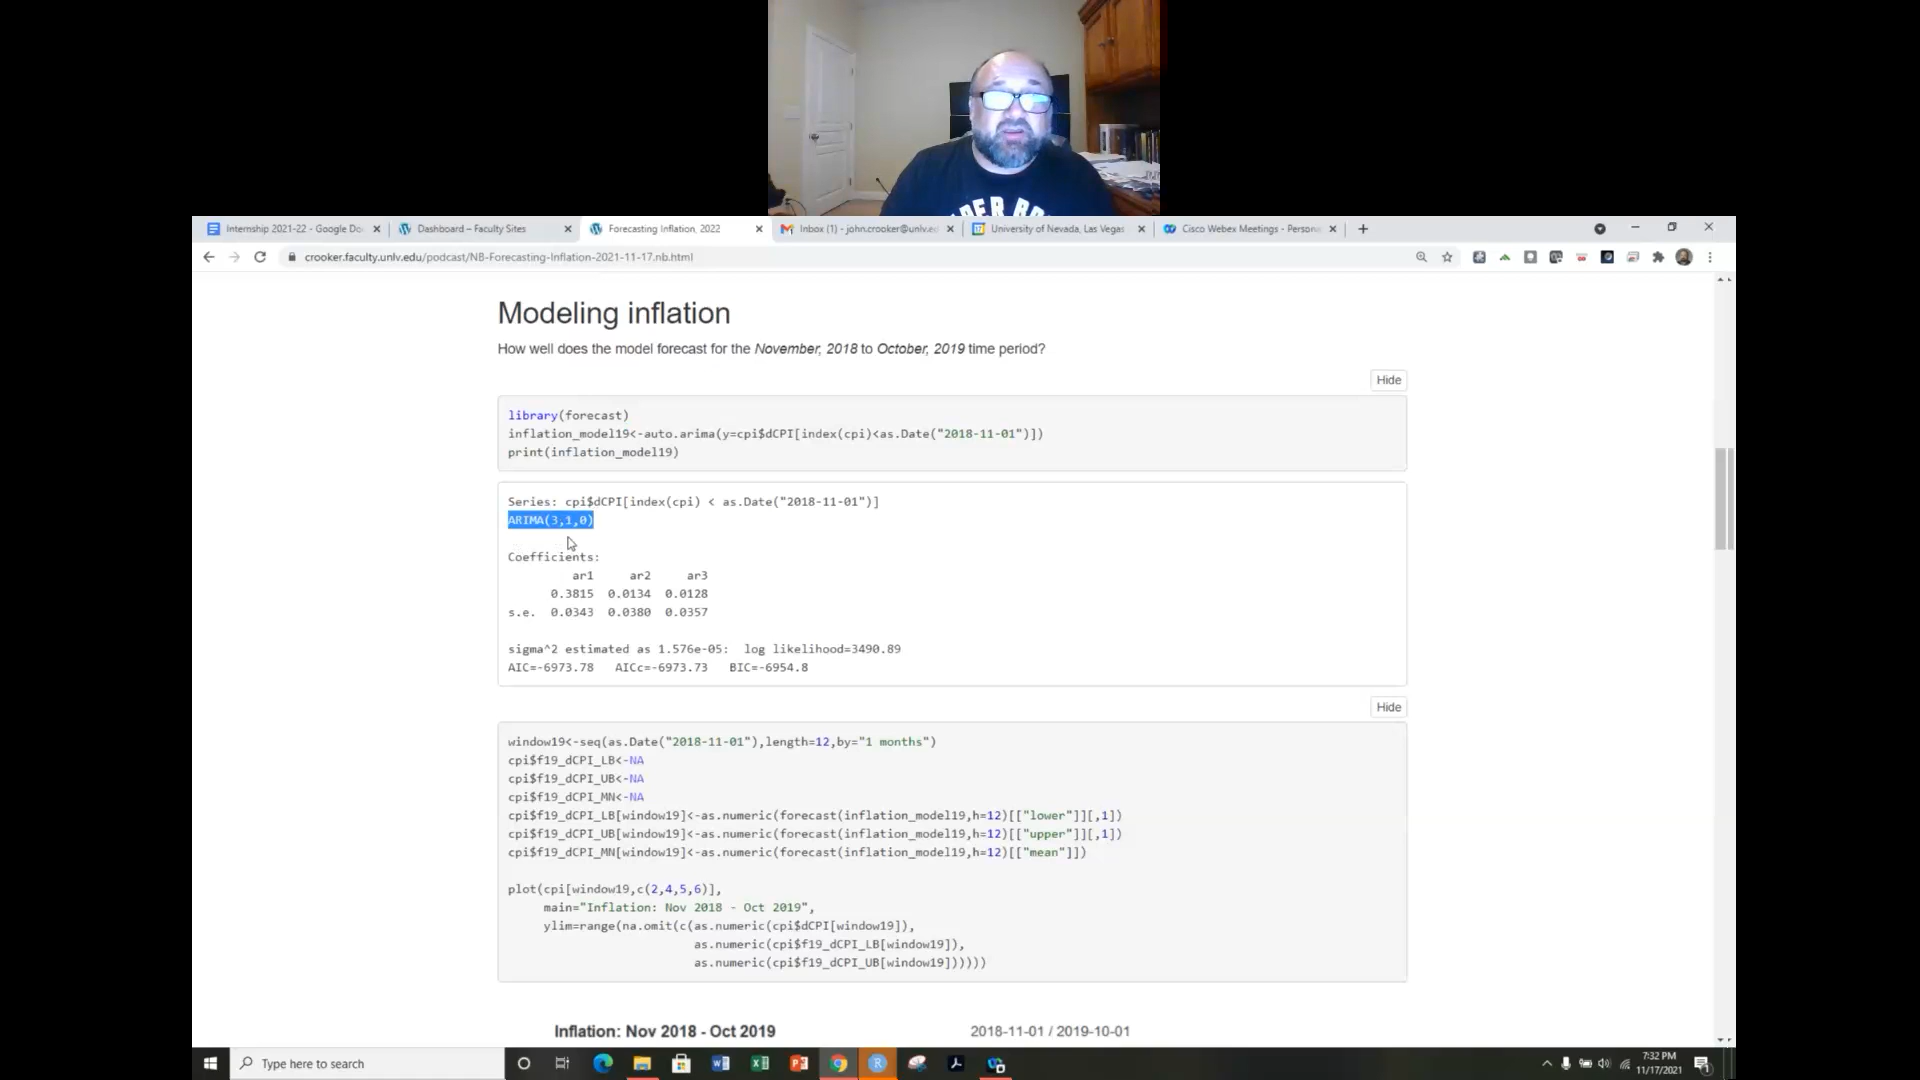 DER BR
Internship 2021-22 - Google Do
Dashboard – Faculty Sites
Forecasting Inflation, 2022
Inbox (1) - john.crooker@unlv.e
University of Nevada, Las Vegas
Cisco Webex Meetings - Persona
crooker.faculty.unlv.edu/podcast/NB-Forecasting-Inflation-2021-11-17.nb.html
Modeling inflation
How well does the model forecast for the November, 2018 to October, 2019 time period?
Hide
library(forecast)
inflation_model19<-auto.arima(y=cpi$dCPI[index(cpi)<as.Date("2018-11-01")])
print(inflation_model19)
Series: cpi$dCPI[index(cpi) < as.Date("2018-11-01")]
ARIMA(3,1,0)
Coefficients:
ar1 ar2 ar3
0.3815 0.0134 0.0128
s.e. 0.0343 0.0380 0.0357
sigma^2 estimated as 1.576e-05: log likelihood=3490.89
AIC=-6973.78 AICc=-6973.73 BIC=-6954.8
Hide
window19<-seq(as.Date("2018-11-01"),length=12,by="1 months")
cpi$f19_dCPI_LB<-NA
cpi$f19_dCPI_UB<-NA
cpi$f19_dCPI_MN<-NA
cpi$f19_dCPI_LB[window19]<-as.numeric(forecast(inflation_model19,h=12)[["lower"]][,1])
cpi$f19_dCPI_UB[window19]<-as.numeric(forecast(inflation_model19,h=12)[["upper"]][,1])
cpi$f19_dCPI_MN[window19]<-as.numeric(forecast(inflation_model19,h=12)[["mean"]])
plot(cpi[window19,c(2,4,5,6)],
main="Inflation: Nov 2018 - Oct 2019",
ylim=range(na.omit(c(as.numeric(cpi$dCPI[window19]),
as.numeric(cpi$f19_dCPI_LB[window19]),
as.numeric(cpi$f19_dCPI_UB[window19])))))
Inflation: Nov 2018 - Oct 2019 2018-11-01 / 2019-10-01
Type here to search
7:32 PM
11/17/2021